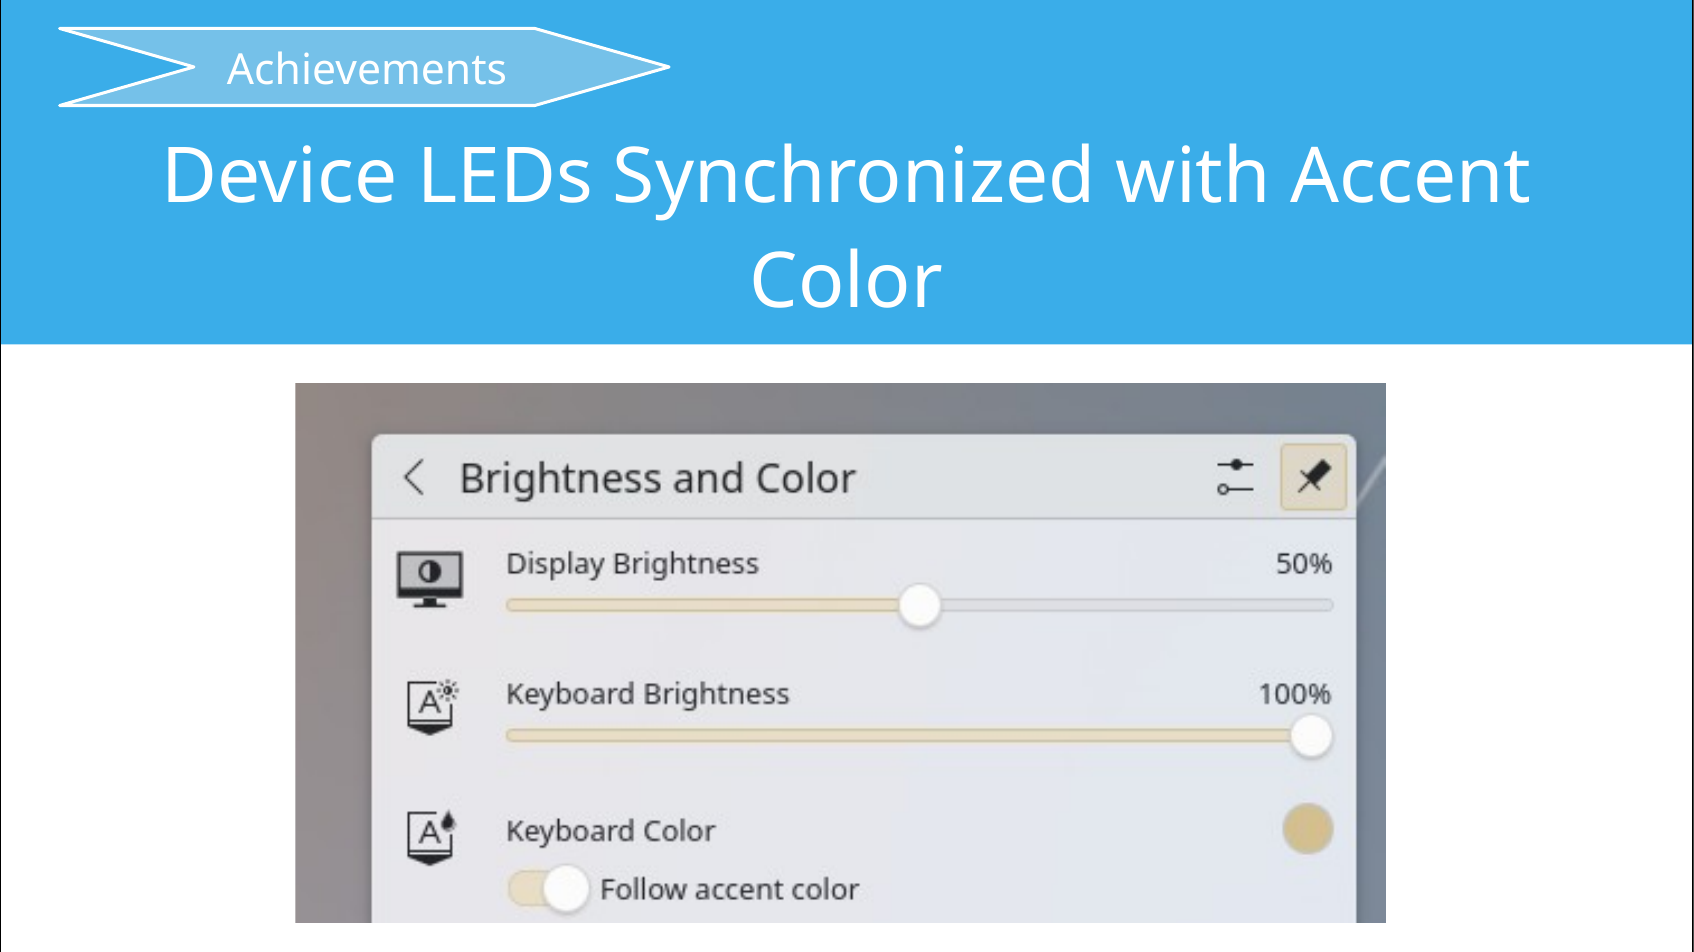 Achievements
Device LEDs Synchronized with Accent
Color
Brightness and Color
Display Brightness 50%
Keyboard Brightness 100%
Keyboard Color
Follow accent color